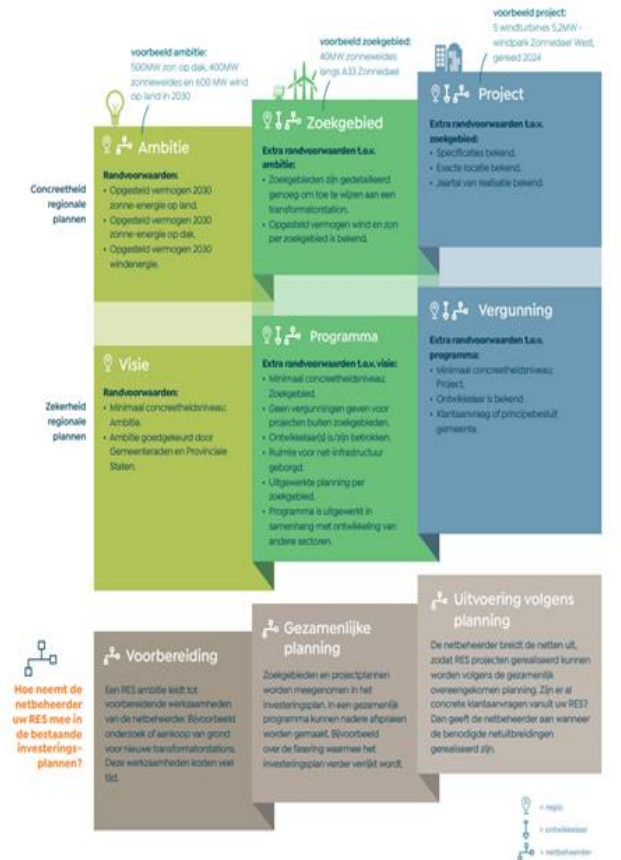 voorbeeld ambitie:
500MW zon op dak, 400MW
zonneweides en 600 MW wind
op land in 2030
voorbeeld zoekgebied:
40MW zonneweides
langs A33 Zonnedael
voorbeeld project:
5 windturbines 5,2MW -
windpark Zonnedael West,
gereed 2024
Concreetheid
regionale
plannen
Ambitie
Randvoorwaarden:
• Opgesteld vermogen 2030
zonne-energie op land.
• Opgesteld vermogen 2030
zonne-energie op dak.
• Opgesteld vermogen 2030
windenergie.
Zoekgebied
Extra randvoorwaarden t.o.v.
ambitie:
• Zoekgebieden zijn gedetailleerd
genoeg om toe te wijzen aan een
transformatorstation.
• Opgesteld vermogen wind en zon
per zoekgebied is bekend.
Project
Extra randvoorwaarden t.o.v.
zoekgebied:
• Specificaties bekend.
• Exacte locatie bekend.
• Jaartal van realisatie bekend.
Zekerheid
regionale
plannen
Visie
Randvoorwaarden:
• Minimaal concreetheidsniveau:
Ambitie.
• Ambitie goedgekeurd door
Gemeenteraden en Provinciale
Staten.
Programma
Extra randvoorwaarden t.o.v. visie:
• Minimaal concreetheidsniveau:
Zoekgebied.
• Geen vergunningen geven voor
projecten buiten zoekgebieden.
• Ontwikkelaar(s) is/zijn betrokken.
• Ruimte voor net-infrastructuur
geborgd.
• Uitgewerkte planning per
zoekgebied.
• Programma is uitgewerkt in
samenhang met ontwikkeling van
andere sectoren.
Vergunning
Extra randvoorwaarden t.o.v.
programma:
• Minimaal concreetheidsniveau:
Project.
• Ontwikkelaar is bekend
• Klantaanvraag of principebesluit
gemeente.
Hoe neemt de
netbeheerder
uw RES mee in
de bestaande
investerings-
plannen?
Voorbereiding
Een RES ambitie leidt tot
voorbereidende werkzaamheden
van de netbeheerder. Bijvoorbeeld
onderzoek of aankoop van grond
voor nieuwe transformatorstations.
Deze werkzaamheden kosten veel
tijd.
Gezamenlijke
planning
Zoekgebieden en projectplannen
worden meegenomen in het
investeringsplan. In een gezamenlijk
programma kunnen nadere afspraken
worden gemaakt. Bijvoorbeeld
over de fasering waarmee het
investeringsplan verder verrijkt wordt.
Uitvoering volgens
planning
De netbeheerder breidt de netten uit,
zodat RES projecten gerealiseerd kunnen
worden volgens de gezamenlijk
overeengekomen planning. Zijn er al
concrete klantaanvragen vanuit uw RES?
Dan geeft de netbeheerder aan wanneer
de benodigde netuitbreidingen
gerealiseerd zijn.
= regio
= ontwikkelaar
= netbeheerder